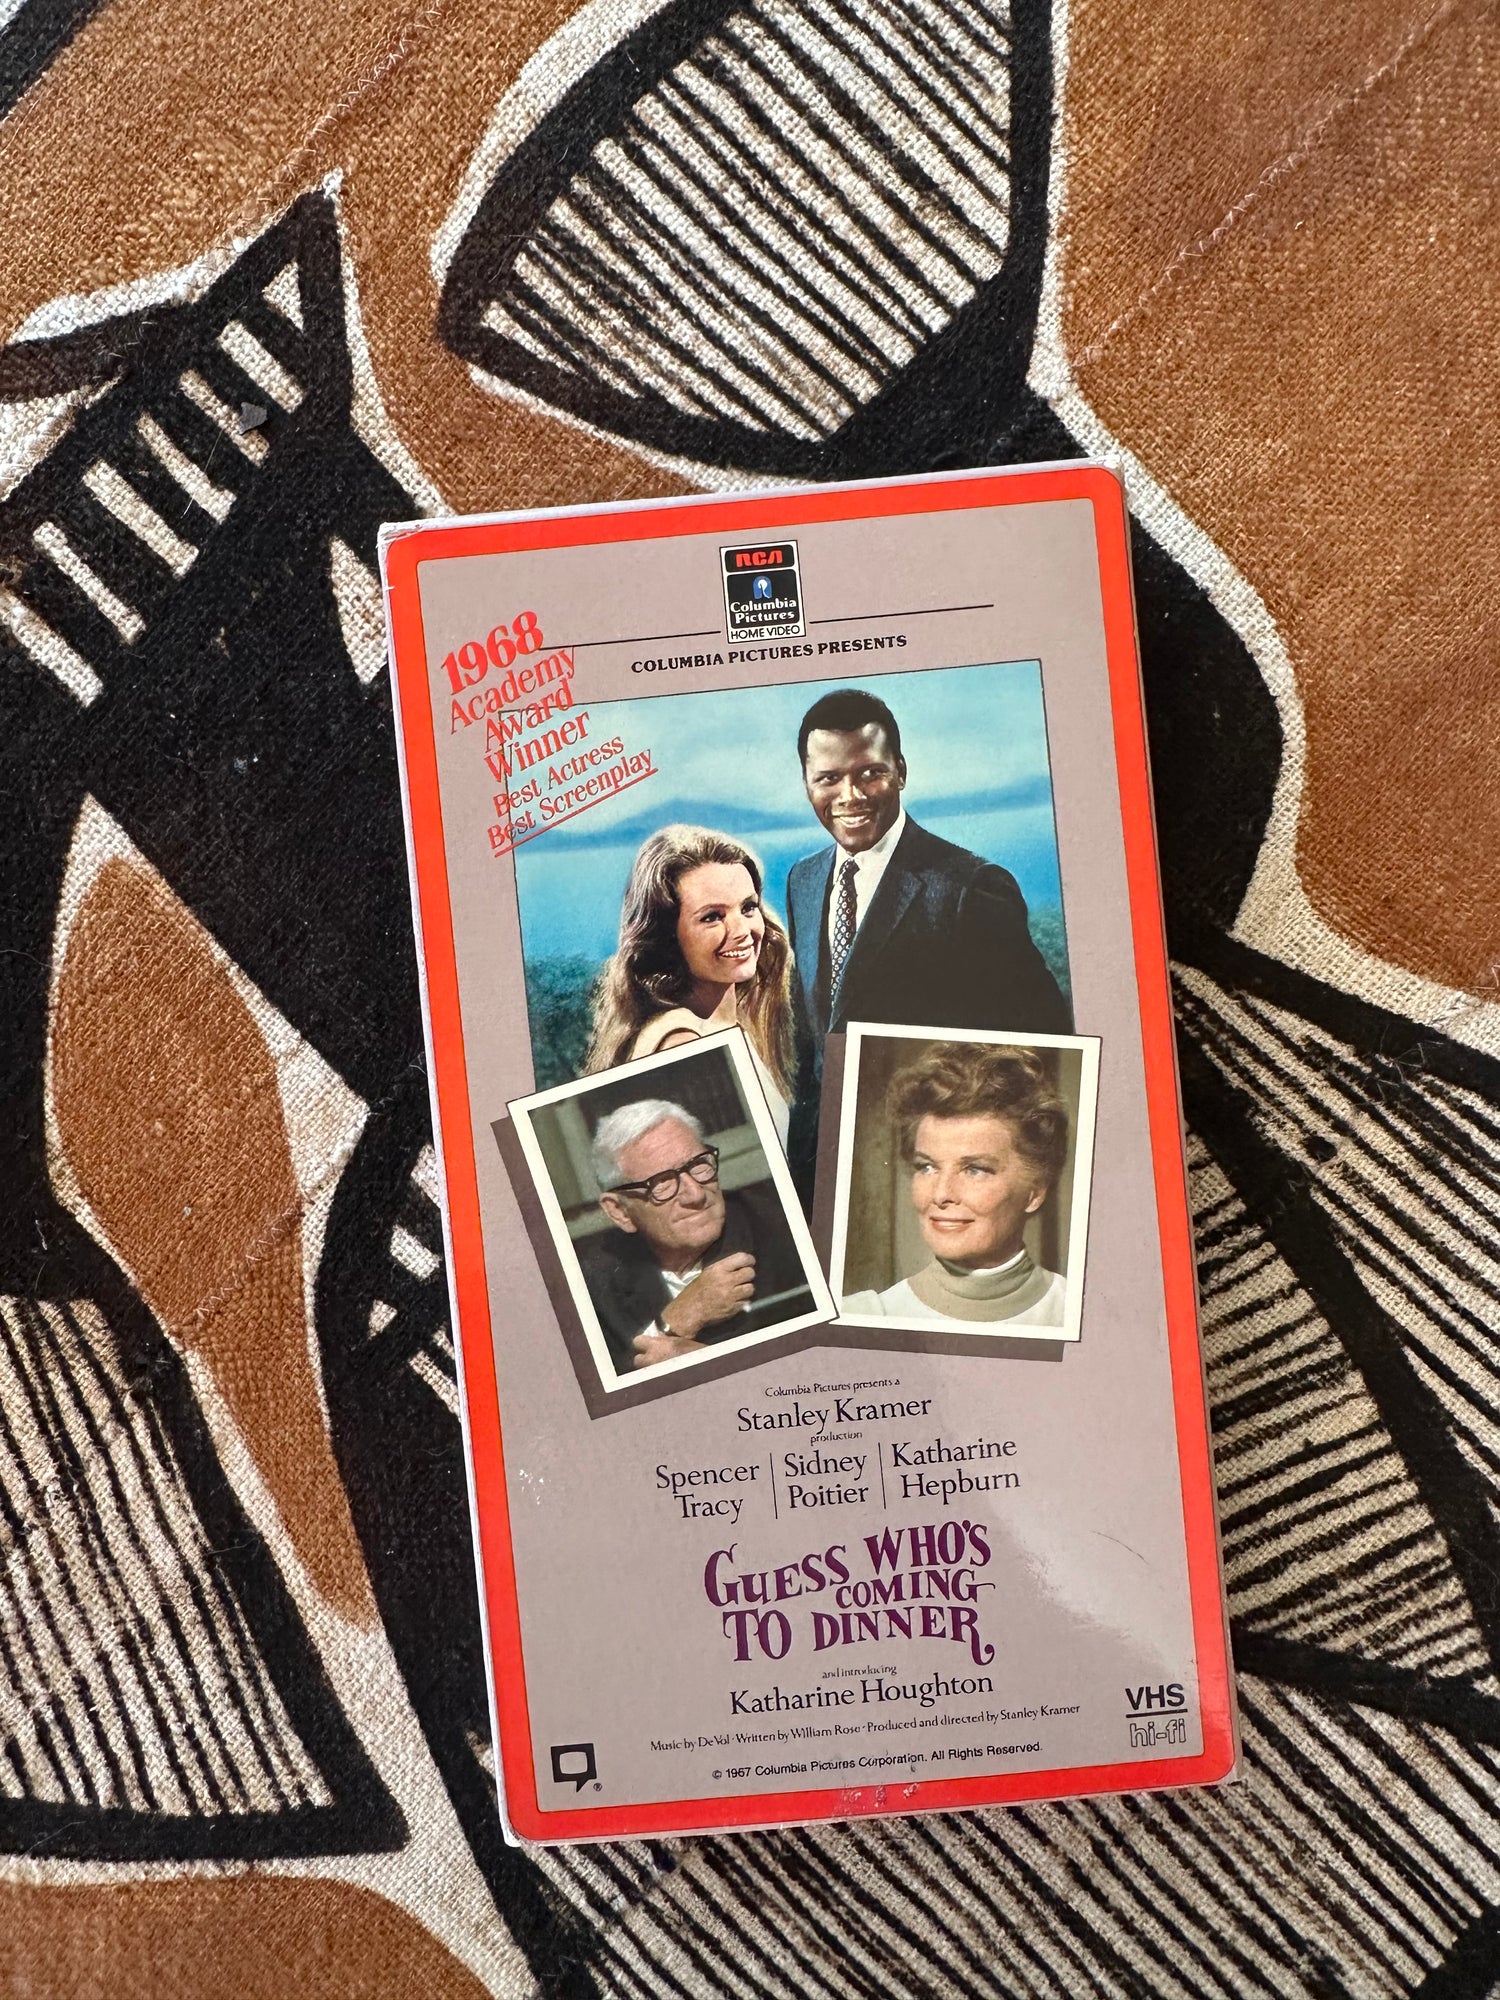 RCA
Columbia
Pictures
HOME VIDEO
COLUMBIA PICTURES PRESENTS
1968
Academy
Award
Winner
Best Actress
Best Screenplay
Columbia Pictures presents a
Stanley Kramer
production
Spencer Tracy
Sidney Poitier
Katharine Hepburn
GUESS WHO'S
COMING
TO DINNER
and introducing
Katharine Houghton
Music by De Vol · Written by William Rose · Produced and directed by Stanley Kramer
© 1967 Columbia Pictures Corporation. All Rights Reserved.
VHS
hi-fi
®